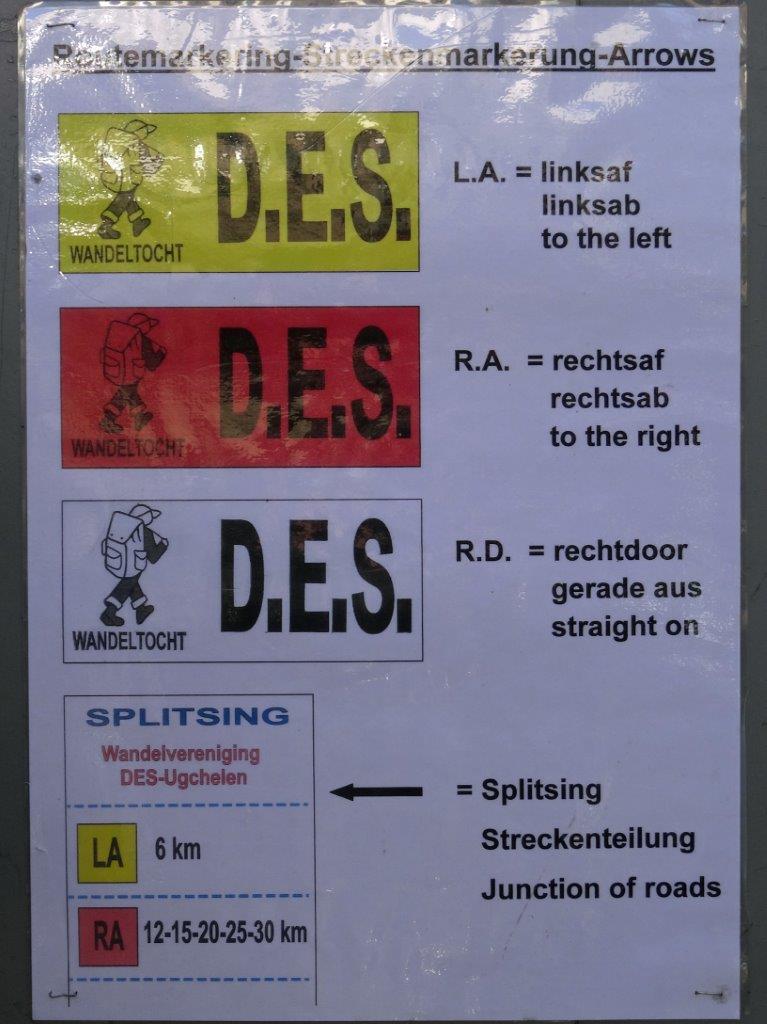 Routemarkering-Streckenmarkerung-Arrows
D.E.S.
WANDELTOCHT
L.A. = linksaf
linksab
to the left
D.E.S.
WANDELTOCHT
R.A. = rechtsaf
rechtsab
to the right
D.E.S.
WANDELTOCHT
R.D. = rechtdoor
gerade aus
straight on
SPLITSING
Wandelvereniging
DES-Ugchelen
LA 6 km
RA 12-15-20-25-30 km
= Splitsing
Streckenteilung
Junction of roads